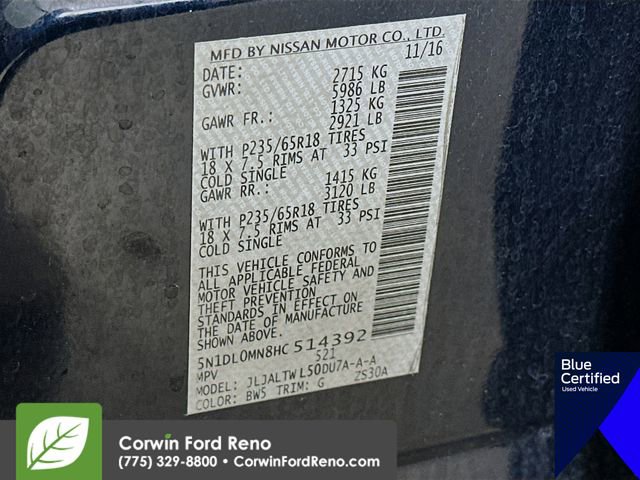 MFD BY NISSAN MOTOR CO., LTD.
DATE: 11/16
GVWR: 2715 KG
5986 LB
GAWR FR.: 1325 KG
2921 LB
WITH P235/65R18 TIRES
18 X 7.5 RIMS AT 33 PSI
COLD SINGLE
GAWR RR.: 1415 KG
3120 LB
WITH P235/65R18 TIRES
18 X 7.5 RIMS AT 33 PSI
COLD SINGLE
THIS VEHICLE CONFORMS TO
ALL APPLICABLE FEDERAL
MOTOR VEHICLE SAFETY AND
THEFT PREVENTION
STANDARDS IN EFFECT ON
THE DATE OF MANUFACTURE
SHOWN ABOVE.
5N1DL0MN8HC514392
MPV 521
MODEL: JLJALTWL50DU7A-A-A
COLOR: BW5 TRIM: G ZS30A
Blue
Certified
Used Vehicle
Corwin Ford Reno
(775) 329-8800 • CorwinFordReno.com